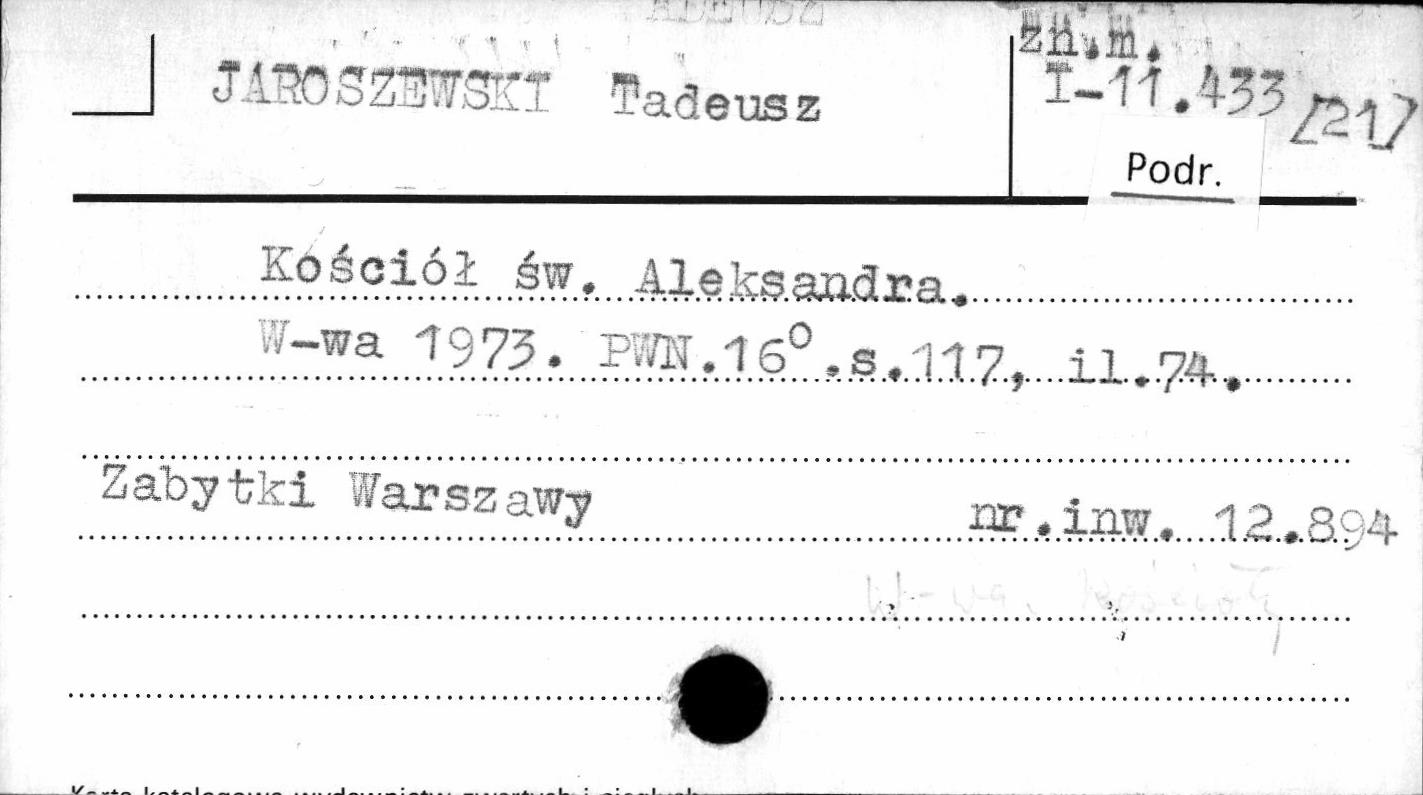 zn.m.
JAROSZEWSKI Tadeusz
I-11.433 /21/
Podr.
Kościół św. Aleksandra.
W-wa 1973. PWN.16°.s.117, il.74.
Zabytki Warszawy
nr.inw. 12.894
W-wa. kościoły
Karta katalogowa wydawnictw zwartych i ciągłych